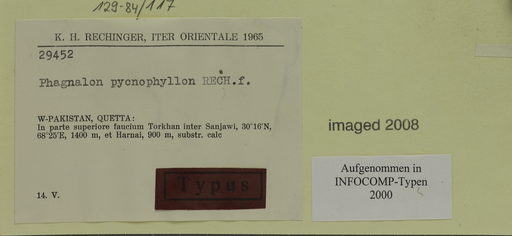 129-84/117
K. H. RECHINGER, ITER ORIENTALE 1965
29452
Phagnalon pycnophyllon RECH.f.
W-PAKISTAN, QUETTA:
In parte superiore faucium Torkhan inter Sanjawi, 30°16'N,
68°25'E, 1400 m, et Harnai, 900 m, substr. calc
14. V.
Typus
imaged 2008
Aufgenommen in
INFOCOMP-Typen
2000